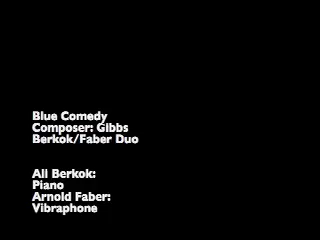 Blue Comedy
Composer: Gibbs
Berkok/Faber Duo
Ali Berkok:
Piano
Arnold Faber:
Vibraphone